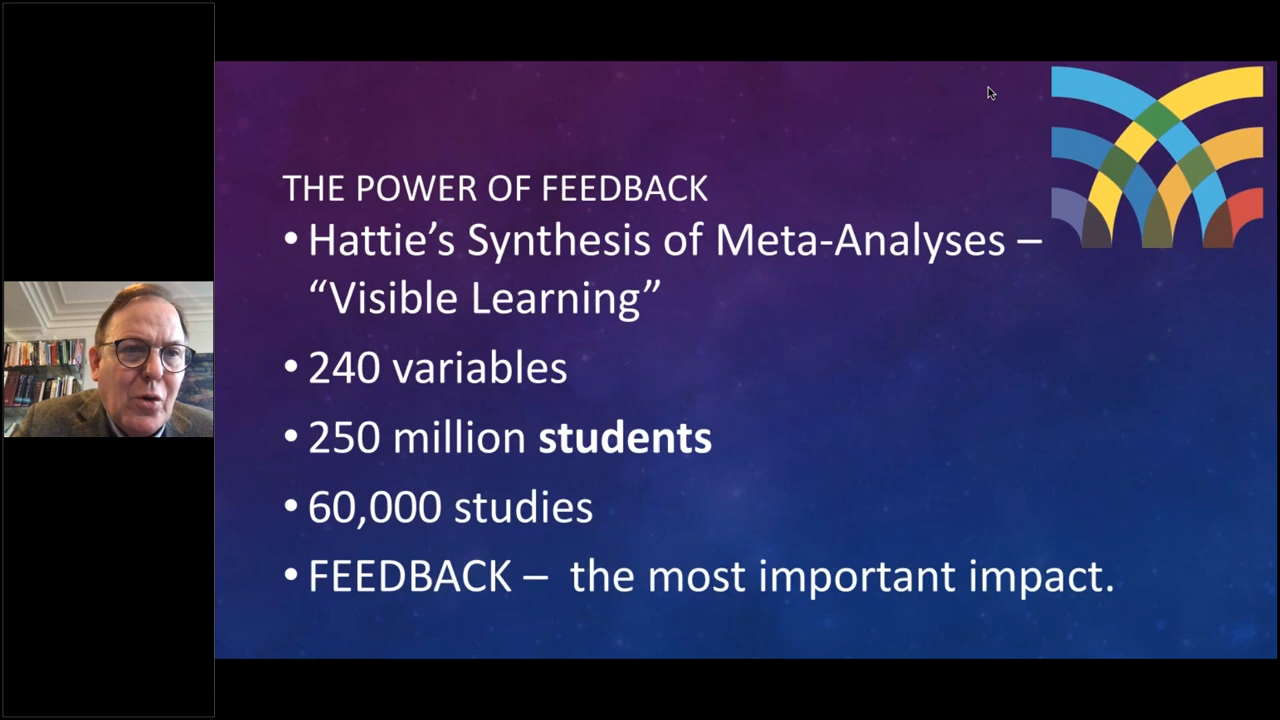 THE POWER OF FEEDBACK
• Hattie’s Synthesis of Meta-Analyses –
“Visible Learning”
• 240 variables
• 250 million students
• 60,000 studies
• FEEDBACK –  the most important impact.